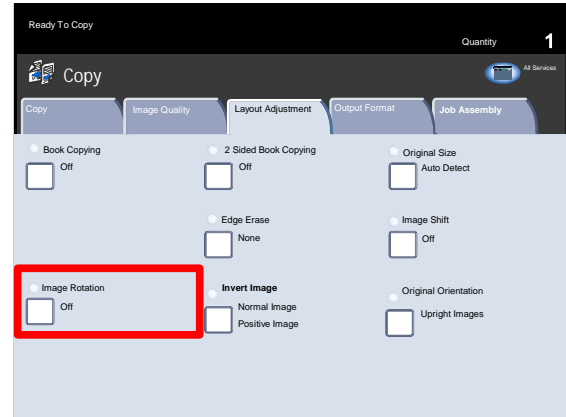 Ready To Copy
Quantity 1
Copy
All Services
Copy
Image Quality
Layout Adjustment
Output Format
Job Assembly
Book Copying
Off
2 Sided Book Copying
Off
Original Size
Auto Detect
Edge Erase
None
Image Shift
Off
Image Rotation
Off
Invert Image
Normal Image
Positive Image
Original Orientation
Upright Images